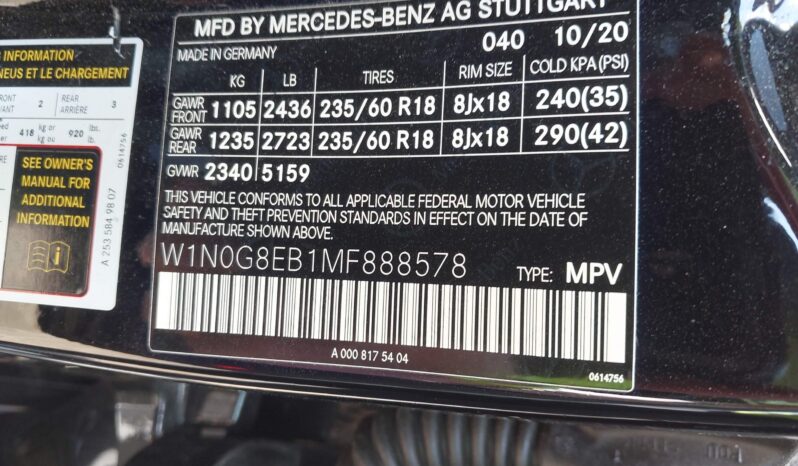 INFORMATION
NEUS ET LE CHARGEMENT
FRONT 2 REAR ARRIÈRE 3
418 kg or kg ou 920 lbs. lb.
0614756
SEE OWNER'S
MANUAL FOR
ADDITIONAL
INFORMATION
A 253 584 98 07
MFD BY MERCEDES-BENZ AG STUTTGART
MADE IN GERMANY 040 10/20
KG LB TIRES RIM SIZE COLD KPA(PSI)
GAWR FRONT 1105 2436 235/60 R18 8Jx18 240(35)
GAWR REAR 1235 2723 235/60 R18 8Jx18 290(42)
GVWR 2340 5159
THIS VEHICLE CONFORMS TO ALL APPLICABLE FEDERAL MOTOR VEHICLE
SAFETY AND THEFT PREVENTION STANDARDS IN EFFECT ON THE DATE OF
MANUFACTURE SHOWN ABOVE.
W1N0G8EB1MF888578 TYPE: MPV
A 000 817 54 04
0614756